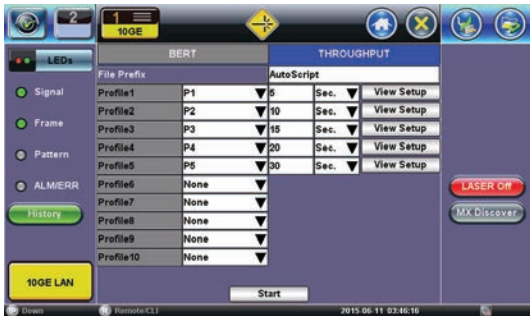 2
1
10GE
LEDs
BERT
THROUGHPUT
File Prefix AutoScript
Signal
Profile1 P1 5 Sec. View Setup
Profile2 P2 10 Sec. View Setup
Frame
Profile3 P3 15 Sec. View Setup
Profile4 P4 20 Sec. View Setup
Pattern
Profile5 P5 30 Sec. View Setup
ALM/ERR
Profile6 None
LASER Off
Profile7 None
History
MX Discover
Profile8 None
Profile9 None
Profile10 None
10GE LAN
Start
Down
Remote/CLI
2015-06-11 03:46:16